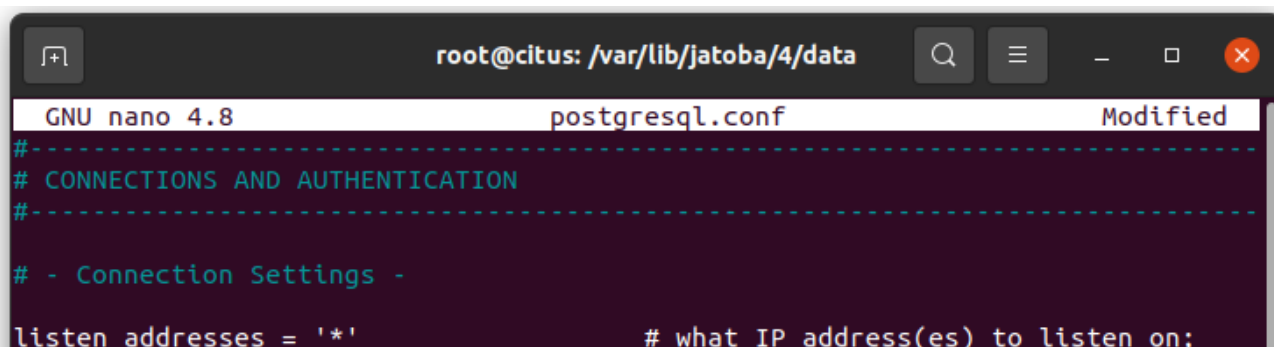 root@citus: /var/lib/jatoba/4/data
GNU nano 4.8 postgresql.conf Modified
#------------------------------------------------------------------------------
# CONNECTIONS AND AUTHENTICATION
#------------------------------------------------------------------------------
# - Connection Settings -
listen_addresses = '*' # what IP address(es) to listen on;